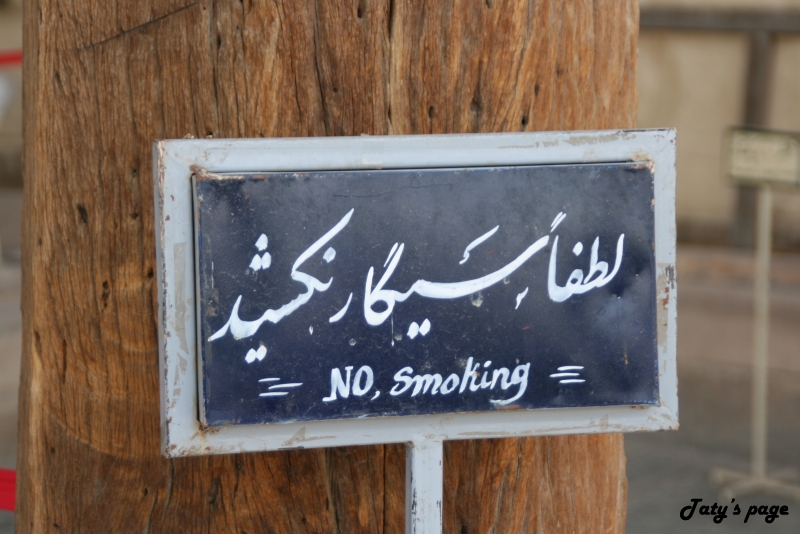 لطفاً سیگار نکشید
NO, Smoking
Taty's page